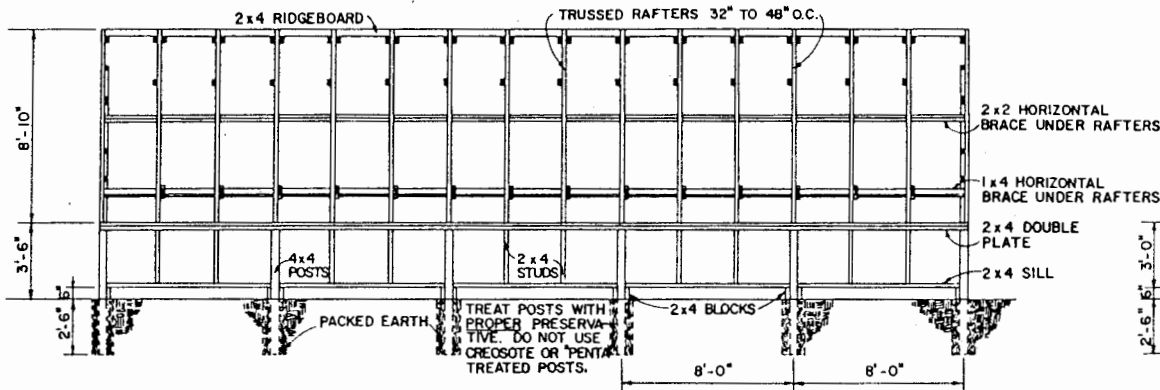 2x4 RIDGEBOARD
TRUSSED RAFTERS 32" TO 48" O.C.
8'-10"
2x2 HORIZONTAL
BRACE UNDER RAFTERS
1x4 HORIZONTAL
BRACE UNDER RAFTERS
2x4 DOUBLE
PLATE
3'-6"
4x4
POSTS
2x4
STUDS
3'-0"
2x4 SILL
6"
6"
2'-6"
2'-6"
PACKED EARTH
TREAT POSTS WITH
PROPER PRESERVA-
TIVE. DO NOT USE
CREOSOTE OR "PENTA"
TREATED POSTS.
2x4 BLOCKS
8'-0"
8'-0"